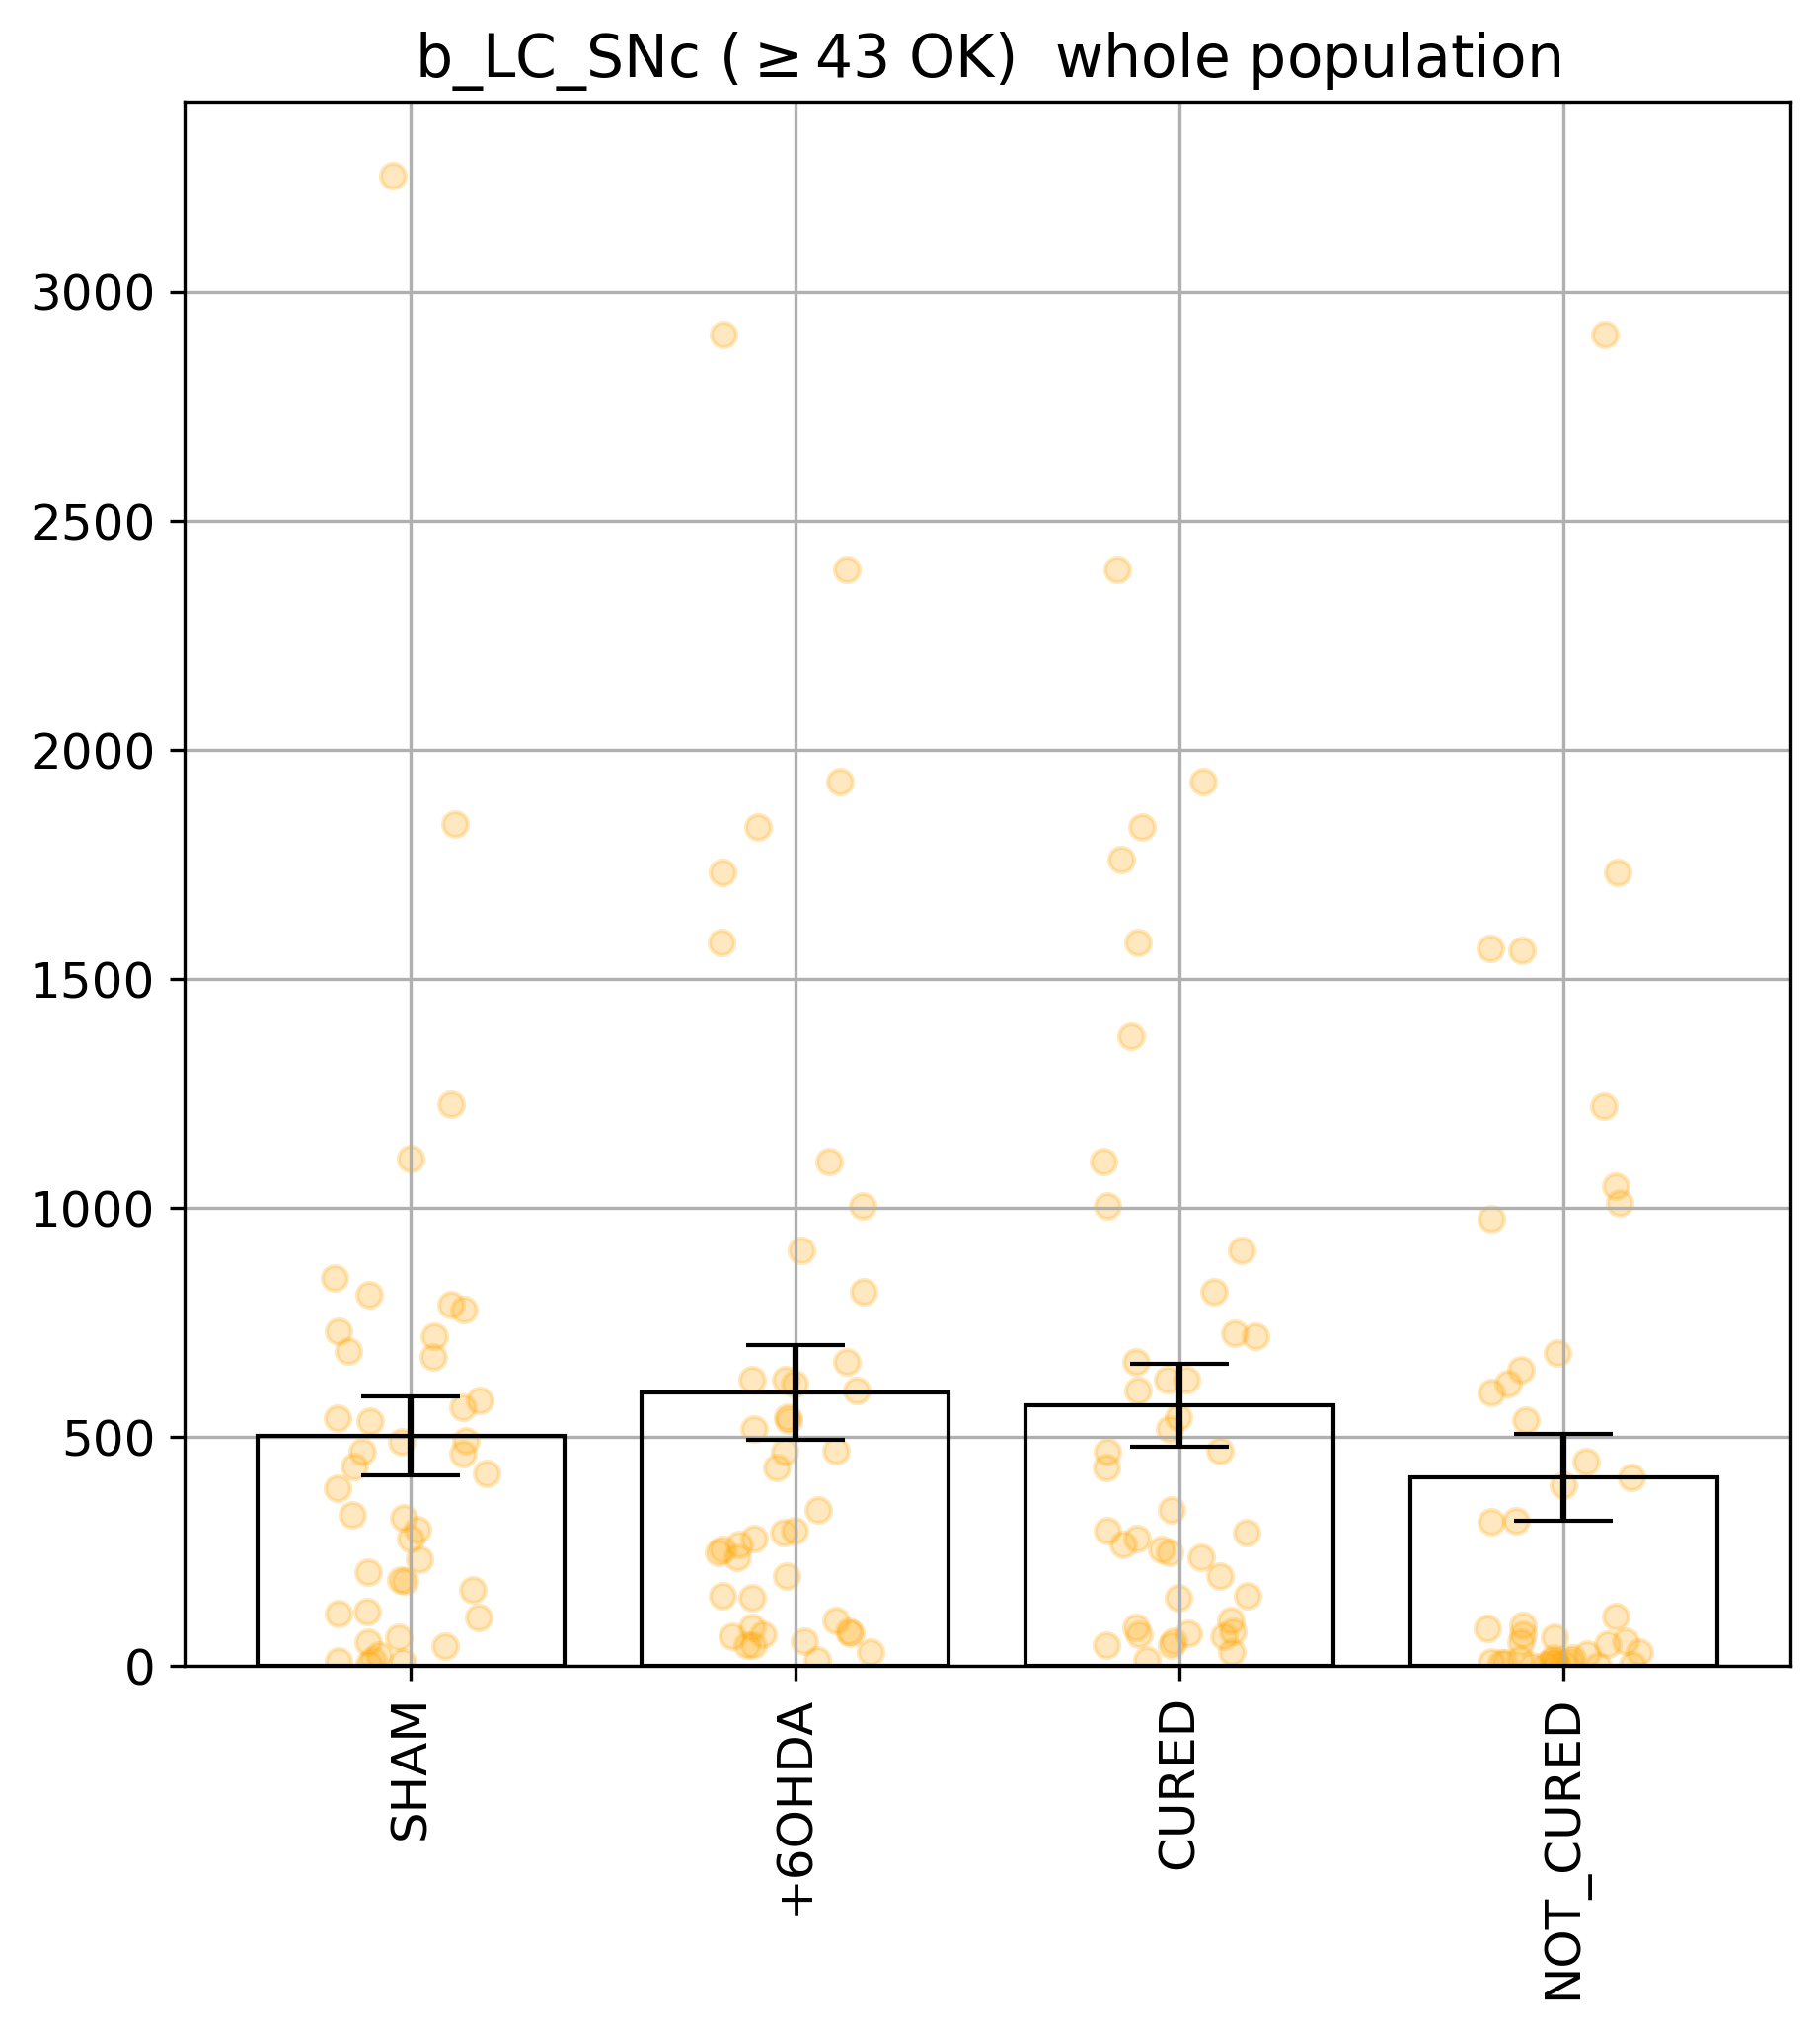 b_LC_SNc (≥43 OK)  whole population
3000
2500
2000
1500
1000
500
0
SHAM
+6OHDA
CURED
NOT_CURED